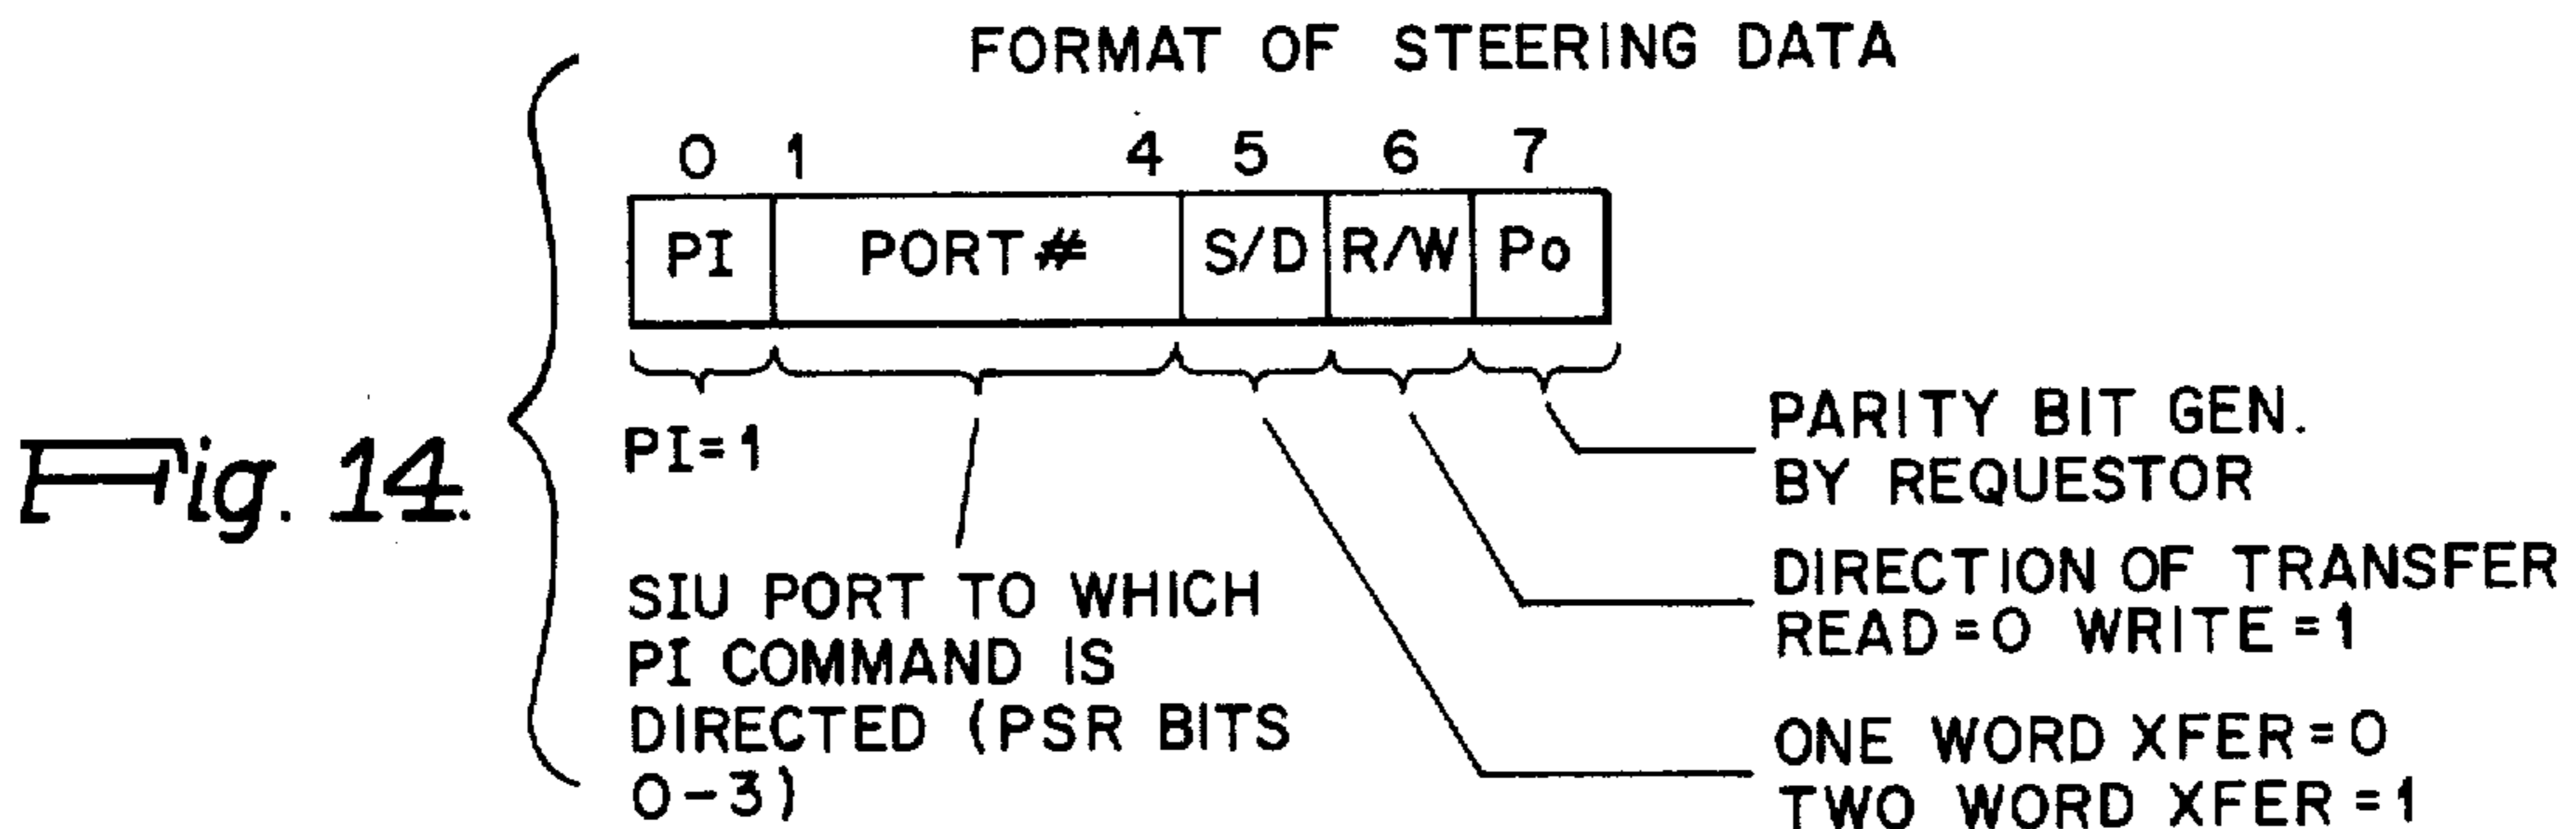 FORMAT OF STEERING DATA
0 1 4 5 6 7
PI PORT# S/D R/W Po
PI=1
SIU PORT TO WHICH
PI COMMAND IS
DIRECTED (PSR BITS
0-3)
PARITY BIT GEN.
BY REQUESTOR
DIRECTION OF TRANSFER
READ=0 WRITE=1
ONE WORD XFER=0
TWO WORD XFER=1
Fig. 14.